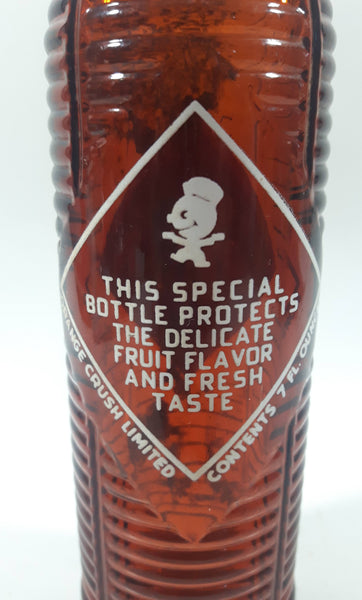 THIS SPECIAL
BOTTLE PROTECTS
THE DELICATE
FRUIT FLAVOR
AND FRESH
TASTE
CRUSH LIMITED
CONTENTS 7 FL.